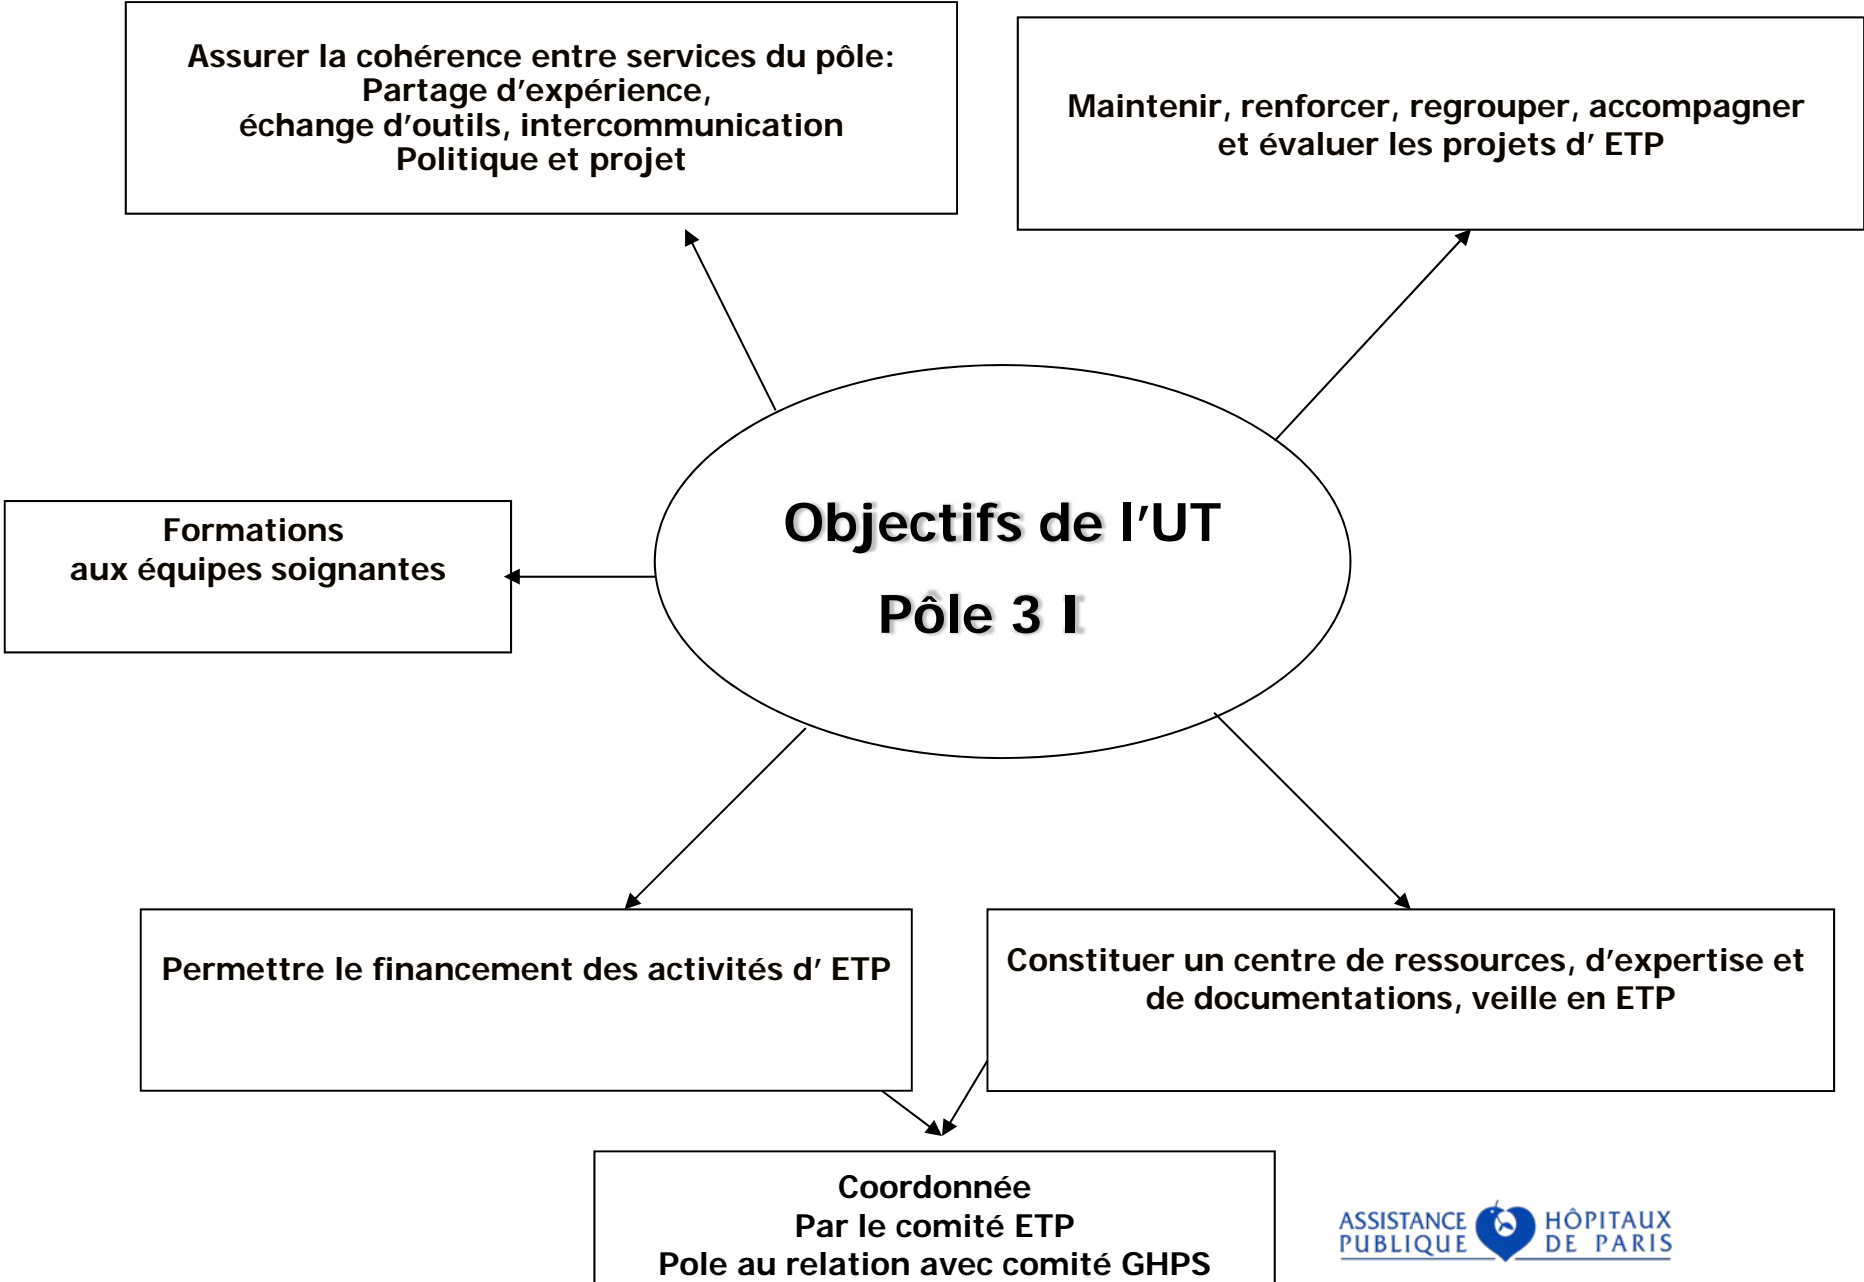 Assurer la cohérence entre services du pôle:
Partage d’expérience,
échange d’outils, intercommunication
Politique et projet
Maintenir, renforcer, regrouper, accompagner
et évaluer les projets d’ ETP
Objectifs de l’UT
Pôle 3 I
Formations
aux équipes soignantes
Permettre le financement des activités d’ ETP
Constituer un centre de ressources, d’expertise et
de documentations, veille en ETP
Coordonnée
Par le comité ETP
Pole au relation avec comité GHPS
ASSISTANCE HÔPITAUX
PUBLIQUE DE PARIS